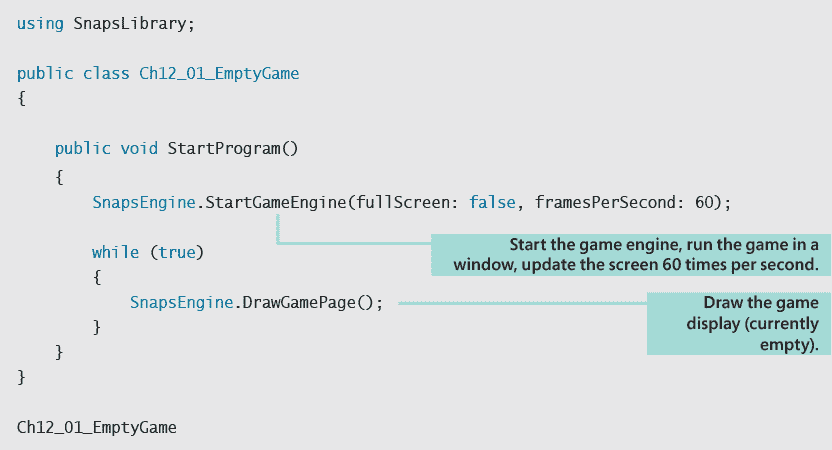 using SnapsLibrary;
public class Ch12_01_EmptyGame
{
public void StartProgram()
{
SnapsEngine.StartGameEngine(fullScreen: false, framesPerSecond: 60);
Start the game engine, run the game in a
window, update the screen 60 times per second.
while (true)
{
SnapsEngine.DrawGamePage();
Draw the game
display (currently
empty).
}
}
}
Ch12_01_EmptyGame